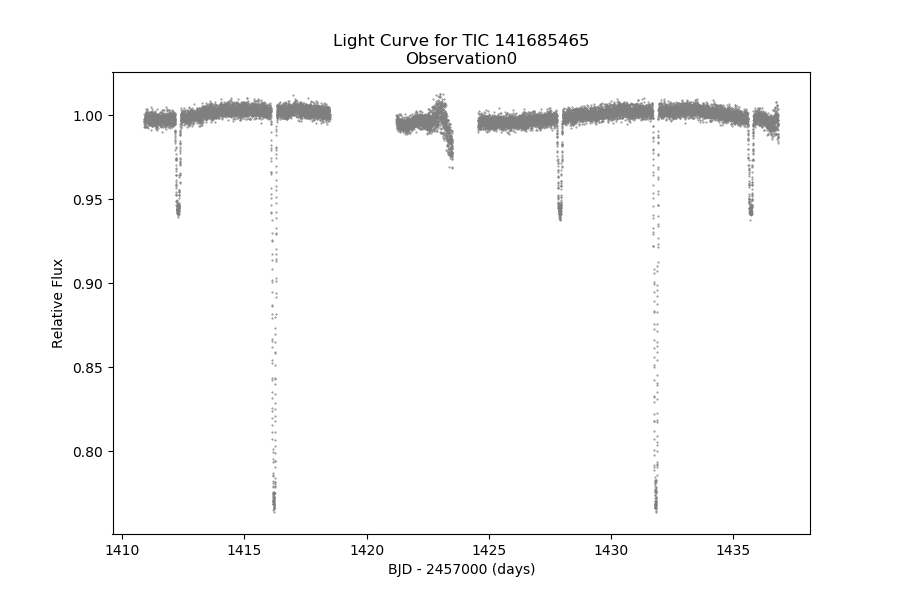 Light Curve for TIC 141685465
Observation0
1.00
0.95
0.90
0.85
0.80
Relative Flux
1410 1415 1420 1425 1430 1435
BJD - 2457000 (days)